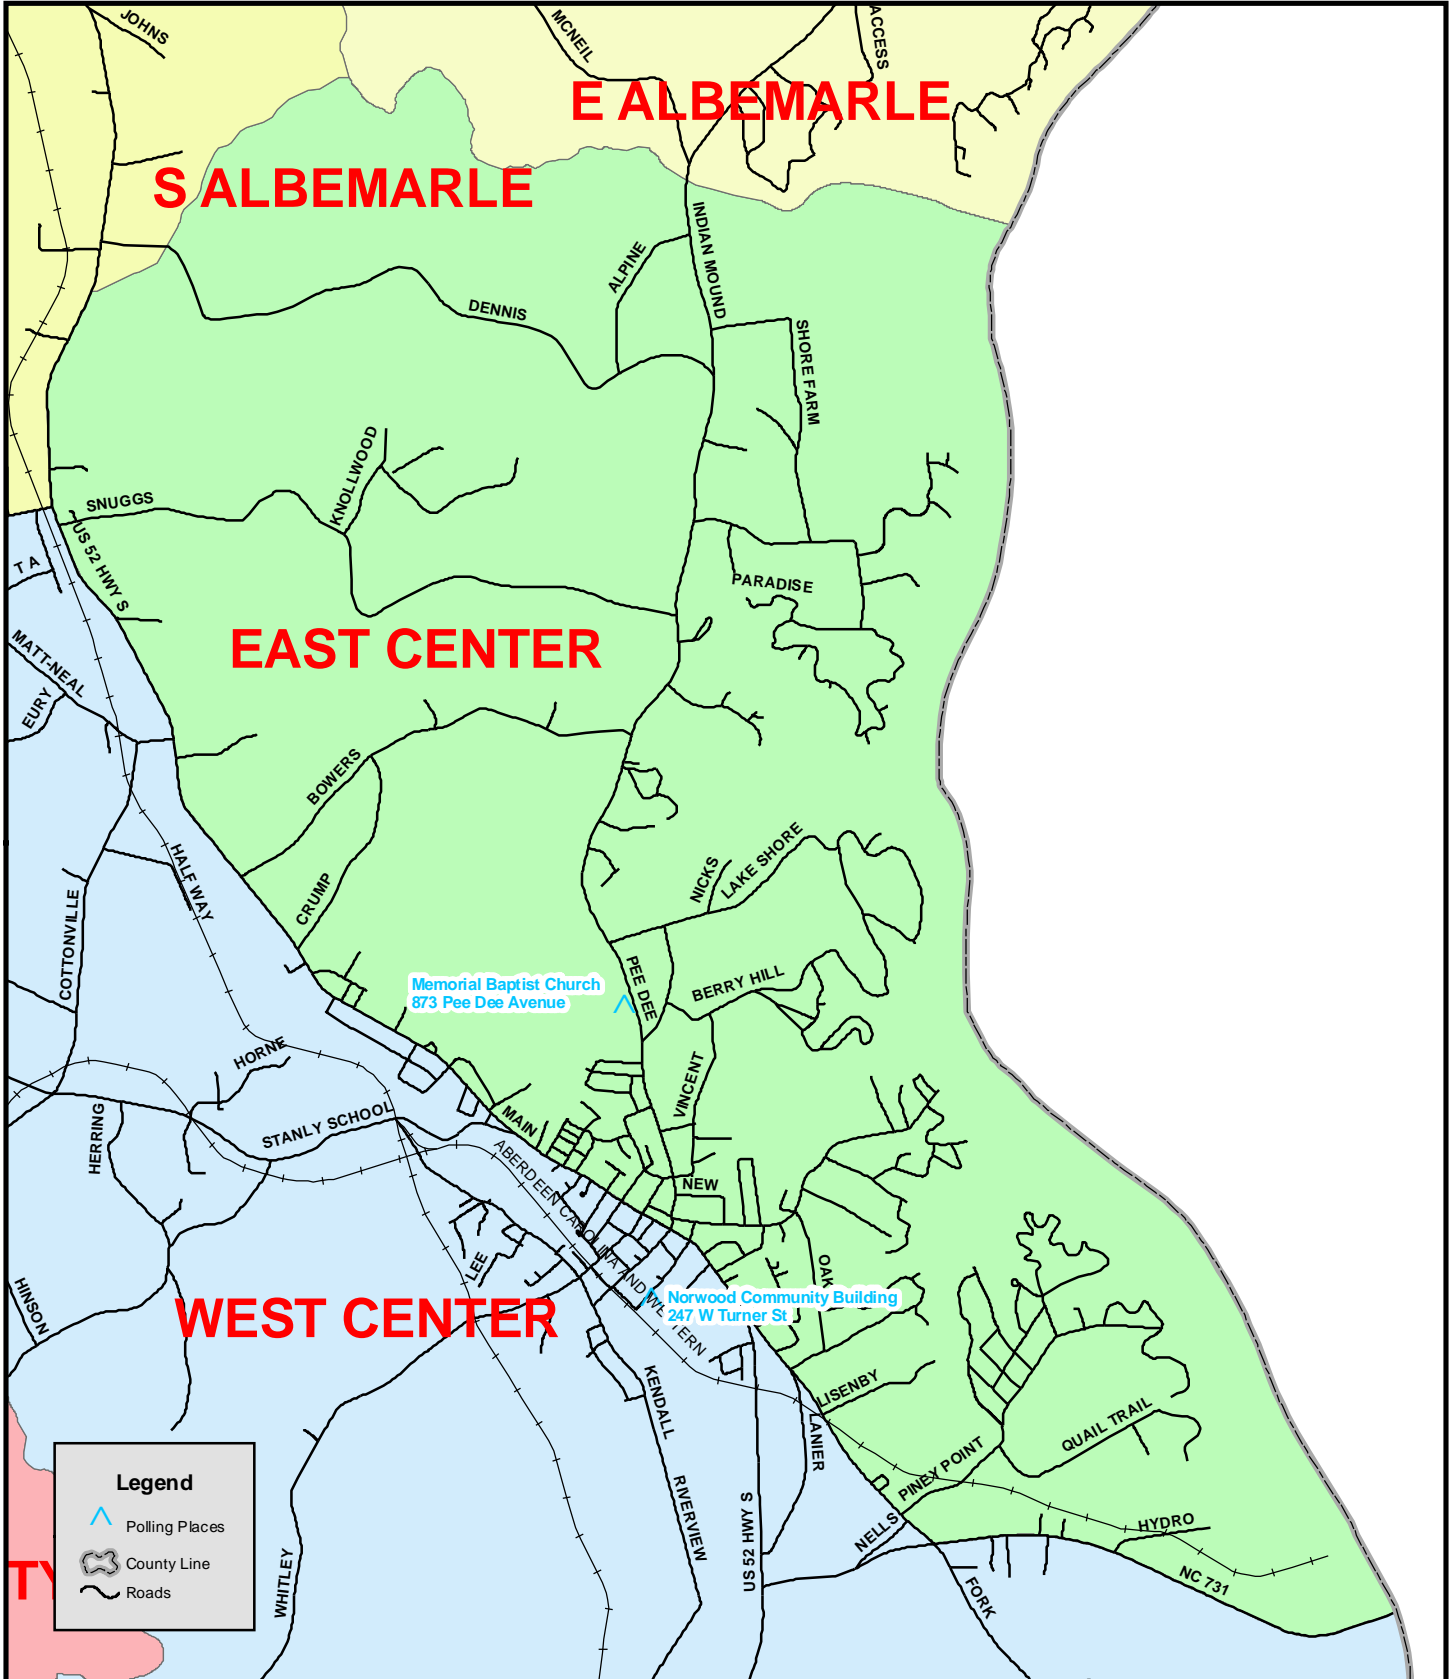 JOHNS
MCNEIL
ACCESS
E ALBEMARLE
S ALBEMARLE
INDIAN MOUND
ALPINE
DENNIS
SHORE FARM
KNOLLWOOD
SNUGGS
US 52 HWY S
T A
PARADISE
EAST CENTER
MATT-NEAL
EURY
BOWERS
NICKS
LAKE SHORE
HALF WAY
CRUMP
COTTONVILLE
PEE DEE
BERRY HILL
Memorial Baptist Church
873 Pee Dee Avenue
HORNE
VINCENT
STANLY SCHOOL
MAIN
HERRING
ABERDEEN CAROLINA AND WESTERN
NEW
LEE
OAK
HINSON
WEST CENTER
Norwood Community Building
247 W Turner St
KENDALL
LISENBY
LANIER
QUAIL TRAIL
PINEY POINT
RIVERVIEW
US 52 HWY S
NELLS
HYDRO
NC 731
FORK
WHITLEY
TY
Legend
Polling Places
County Line
Roads